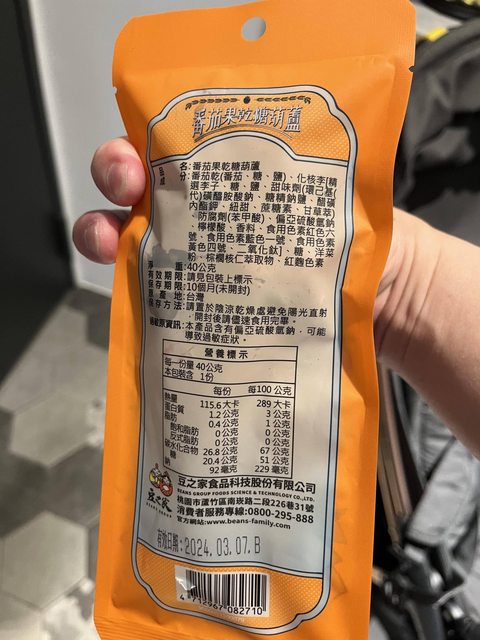 番茄果乾糖葫蘆
品名:番茄果乾糖葫蘆
成分:番茄乾(番茄、糖、鹽)、化核李[精
選李子、糖、鹽、甜味劑(環己基(
代)磺醯胺酸鈉、糖精鈉鹽、醋磺
內酯鉀、紐甜、蔗糖素、甘草萃)
、防腐劑(苯甲酸)、偏亞硫酸氫鈉、
檸檬酸、香料、食用色素紅色六
號、食用色素藍色一號、食用色素
黃色四號、二氧化鈦]、糖、洋菜
粉、棕櫚核仁萃取物、紅麴色素
淨重:40公克
有效期限:請見包裝上標示
保存期限:10個月(未開封)
原產地:台灣
保存方法:請置於陰涼乾燥處避免陽光直射
,開封後請儘速食用完畢。
過敏原資訊:本產品含有偏亞硫酸氫鈉,可能
導致過敏症狀。
營養標示
每一份量 40公克
本包裝含 1份
每份 每100公克
熱量 115.6大卡 289大卡
蛋白質 1.2公克 3公克
脂肪 0.4公克 1公克
飽和脂肪 0公克 0公克
反式脂肪 0公克 0公克
碳水化合物 26.8公克 67公克
糖 20.4公克 51公克
鈉 92毫克 229毫克
豆之家
BEANS GROUP
豆之家食品科技股份有限公司
BEANS GROUP FOODS SCIENCE & TECHNOLOGY CO.,LTD.
桃園市蘆竹區南崁路二段226巷31號
消費者服務專線:0800-295-888
官方網站:www.beans-family.com
有效日期:2024.03.07.B
4 712967 082710